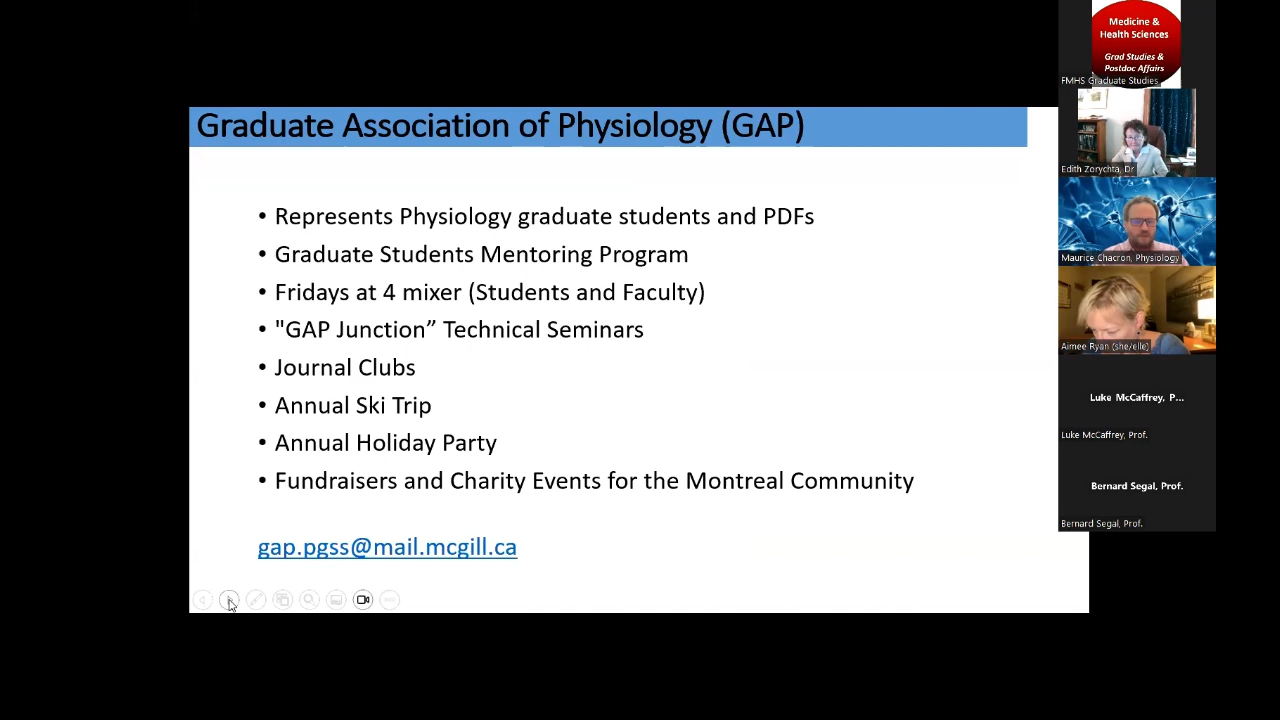 Graduate Association of Physiology (GAP)
• Represents Physiology graduate students and PDFs
• Graduate Students Mentoring Program
• Fridays at 4 mixer (Students and Faculty)
• "GAP Junction” Technical Seminars
• Journal Clubs
• Annual Ski Trip
• Annual Holiday Party
• Fundraisers and Charity Events for the Montreal Community
gap.pgss@mail.mcgill.ca
Medicine &
Health Sciences
Grad Studies &
Postdoc Affairs
FMHS Graduate Studies
Edith Zorychta, Dr
Maurice Chacron, Physiology
Aimee Ryan (she/elle)
Luke McCaffrey, P...
Luke McCaffrey, Prof.
Bernard Segal, Prof.
Bernard Segal, Prof.